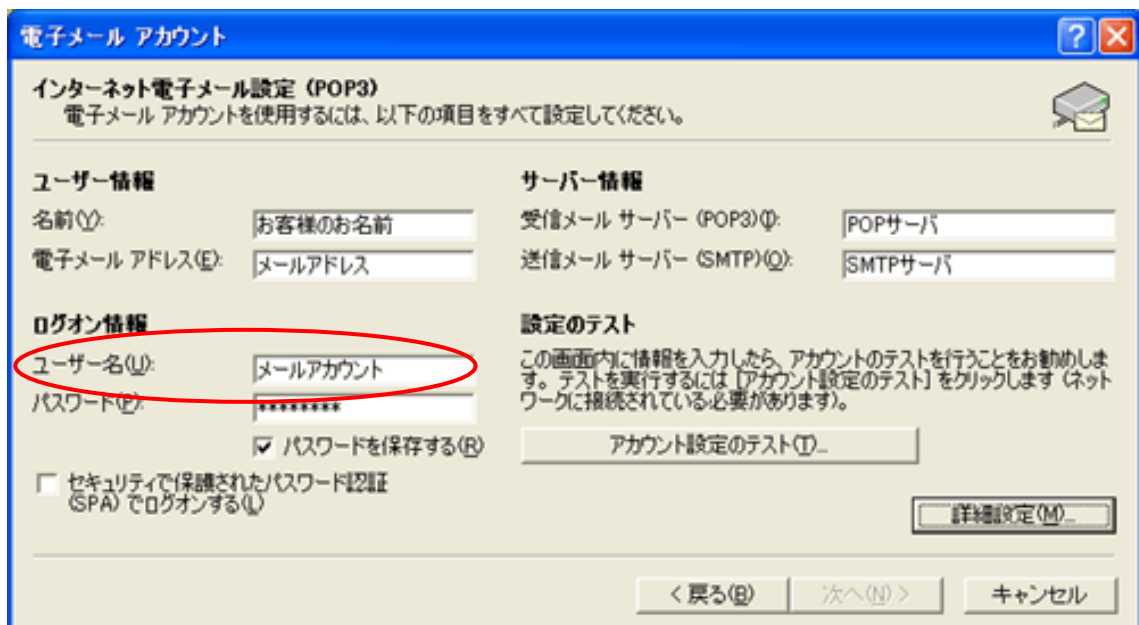 電子メール アカウント
インターネット電子メール設定 (POP3)
電子メール アカウントを使用するには、以下の項目をすべて設定してください。
ユーザー情報
名前(Y):
お客様のお名前
電子メール アドレス(E):
メールアドレス
サーバー情報
受信メール サーバー (POP3)(I):
POPサーバ
送信メール サーバー (SMTP)(O):
SMTPサーバ
ログオン情報
ユーザー名(U):
メールアカウント
パスワード(P):
********
パスワードを保存する(R)
セキュリティで保護されたパスワード認証
(SPA) でログオンする(L)
設定のテスト
この画面内に情報を入力したら、アカウントのテストを行うことをお勧めしま
す。テストを実行するには [アカウント設定のテスト] をクリックします (ネット
ワークに接続されている必要があります)。
アカウント設定のテスト(T)...
詳細設定(M)...
< 戻る(B)
次へ(N) >
キャンセル